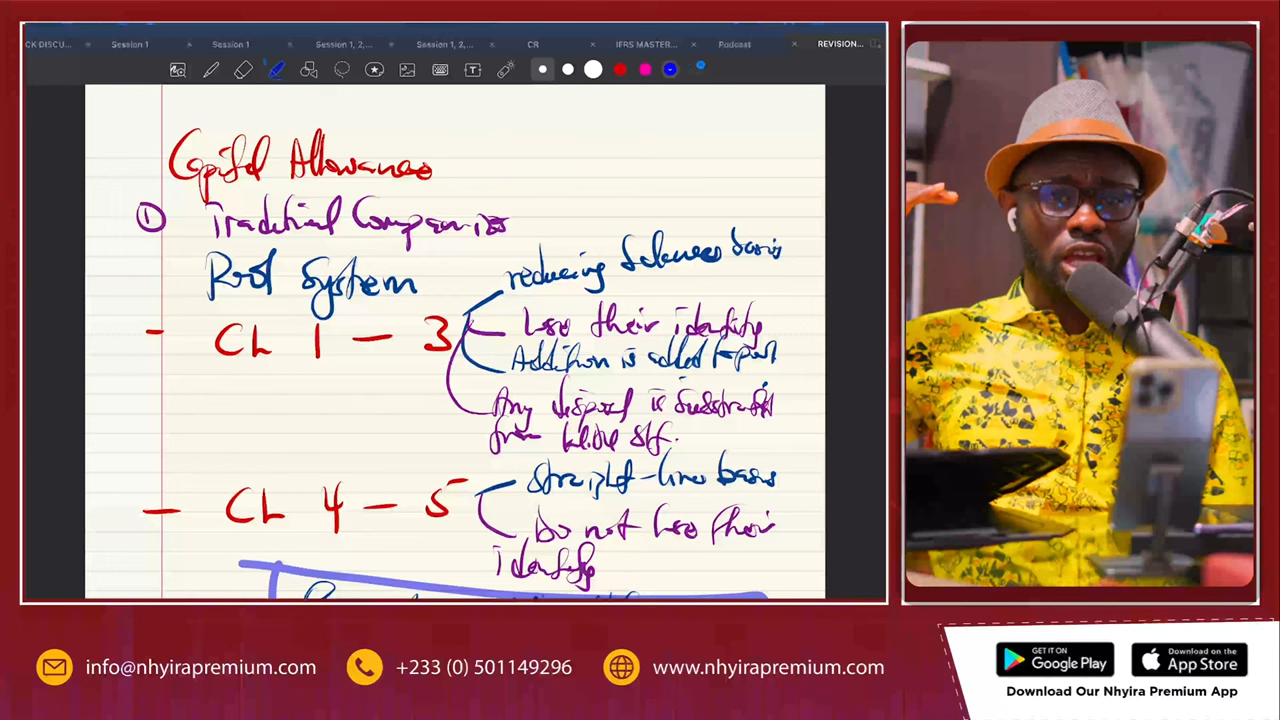 CK DISCU... Session 1 Session 1 Session 1, 2,... Session 1, 2,... CR IFRS MASTER... Podcast REVISION...
Capital Allowances
① Traditional Companies
Pool System
- CL 1 - 3
reducing balance basis
Lose their identity
Addition is added to pool
Any disposal is subtracted
from
- CL 4 - 5
straight-line basis
Do not lose their
identity
info@nhyirapremium.com
+233 (0) 501149296
www.nhyirapremium.com
GET IT ON
Google Play
Download on the
App Store
Download Our Nhyira Premium App